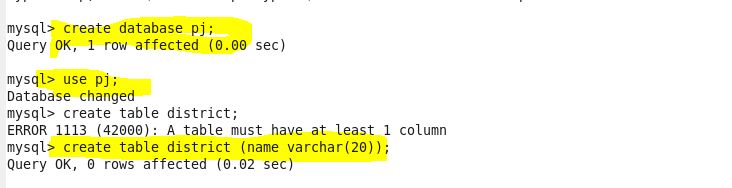 mysql> create database pj;
Query OK, 1 row affected (0.00 sec)
mysql> use pj;
Database changed
mysql> create table district;
ERROR 1113 (42000): A table must have at least 1 column
mysql> create table district (name varchar(20));
Query OK, 0 rows affected (0.02 sec)